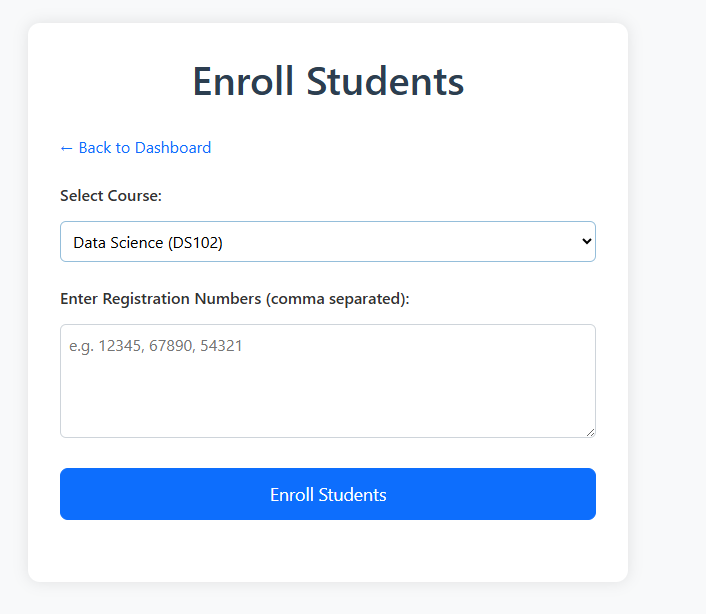 Enroll Students
← Back to Dashboard
Select Course:
Data Science (DS102)
Enter Registration Numbers (comma separated):
e.g. 12345, 67890, 54321
Enroll Students